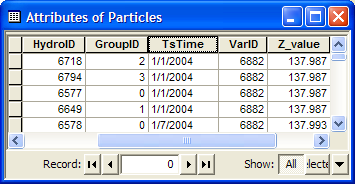 Attributes of Particles
HydroID GroupID TsTime VarID Z_value
6718 2 1/1/2004 6882 137.987
6794 3 1/1/2004 6882 137.987
6577 0 1/1/2004 6882 137.987
6649 1 1/1/2004 6882 137.987
6578 0 1/7/2004 6882 137.993
Record: 0 Show: All electe